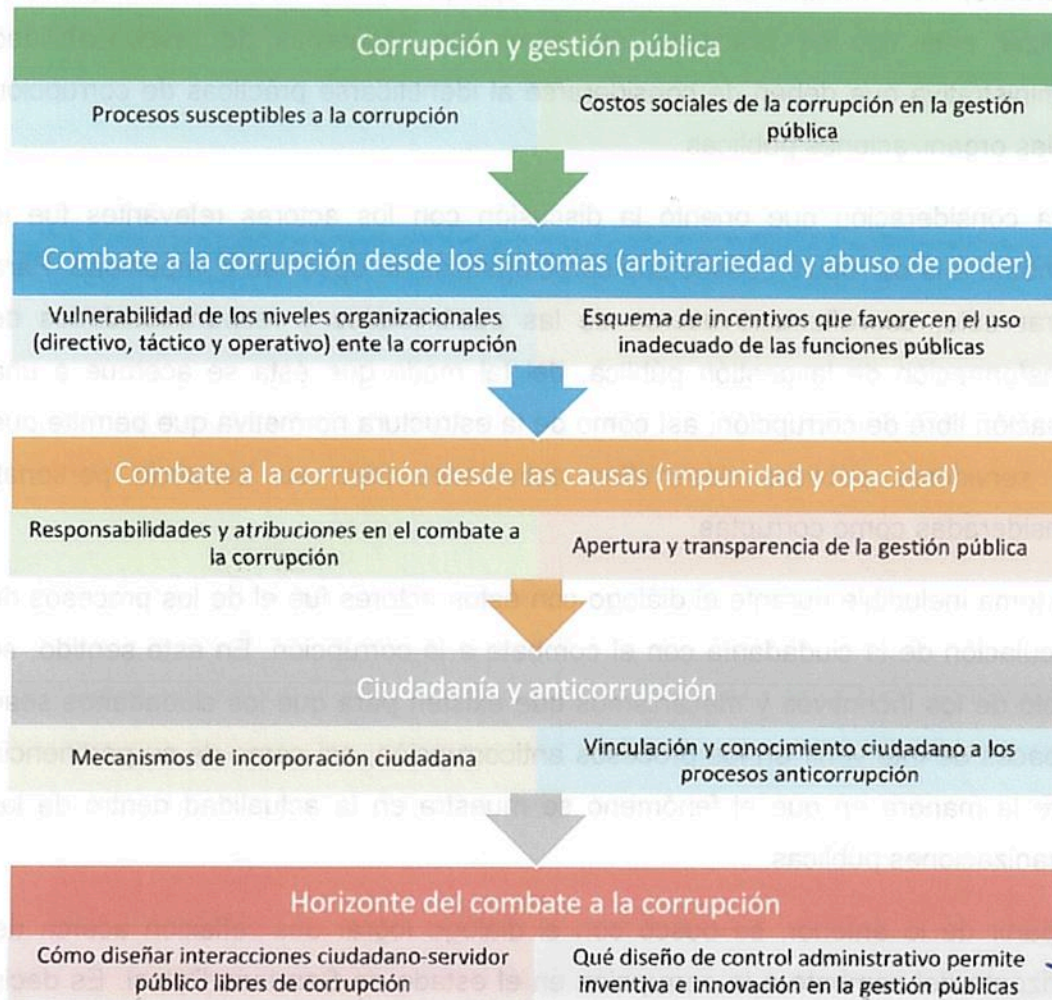 Corrupción y gestión pública
Procesos susceptibles a la corrupción
Costos sociales de la corrupción en la gestión
pública
Combate a la corrupción desde los síntomas (arbitrariedad y abuso de poder)
Vulnerabilidad de los niveles organizacionales
(directivo, táctico y operativo) ente la corrupción
Esquema de incentivos que favorecen el uso
inadecuado de las funciones públicas
Combate a la corrupción desde las causas (impunidad y opacidad)
Responsabilidades y atribuciones en el combate a
la corrupción
Apertura y transparencia de la gestión pública
Ciudadanía y anticorrupción
Mecanismos de incorporación ciudadana
Vinculación y conocimiento ciudadano a los
procesos anticorrupción
Horizonte del combate a la corrupción
Cómo diseñar interacciones ciudadano-servidor
público libres de corrupción
Qué diseño de control administrativo permite
inventiva e innovación en la gestión públicas